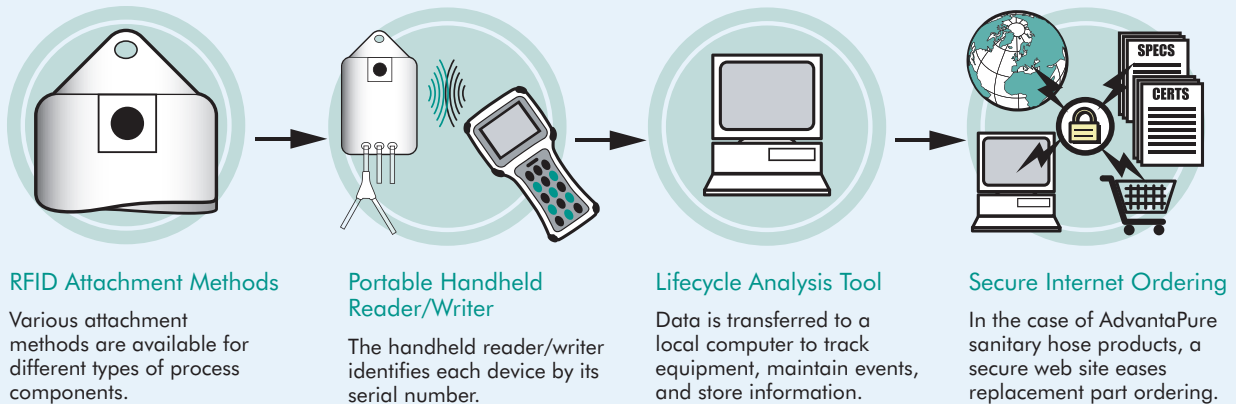 SPECS
CERTS
RFID Attachment Methods
Various attachment
methods are available for
different types of process
components.
Portable Handheld
Reader/Writer
The handheld reader/writer
identifies each device by its
serial number.
Lifecycle Analysis Tool
Data is transferred to a
local computer to track
equipment, maintain events,
and store information.
Secure Internet Ordering
In the case of AdvantaPure
sanitary hose products, a
secure web site eases
replacement part ordering.